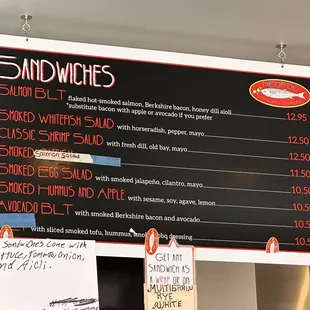 SANDWICHES
SALMON BLT flaked hot-smoked salmon, Berkshire bacon, honey dill aioli 12.95
*substitute bacon with apple or avocado if you prefer
SMOKED WHITEFISH SALAD with horseradish, pepper, mayo 12.50
CLASSIC SHRIMP SALAD with fresh dill, old bay, mayo 12.50
SMOKED Salmon Salad 11.50
SMOKED EGG SALAD with smoked jalapeño, cilantro, mayo 10.50
SMOKED HUMMUS AND APPLE with sesame, soy, agave, lemon 10.50
AVOCADO BLT with smoked Berkshire bacon and avocado 10.50
LT with sliced smoked tofu, hummus, 10.50
Sandwiches come with
Tomato, Onion,
and Aioli.
GET ANY
SANDWICH AS
A WRAP OR ON
MULTIGRAIN
RYE
WHITE